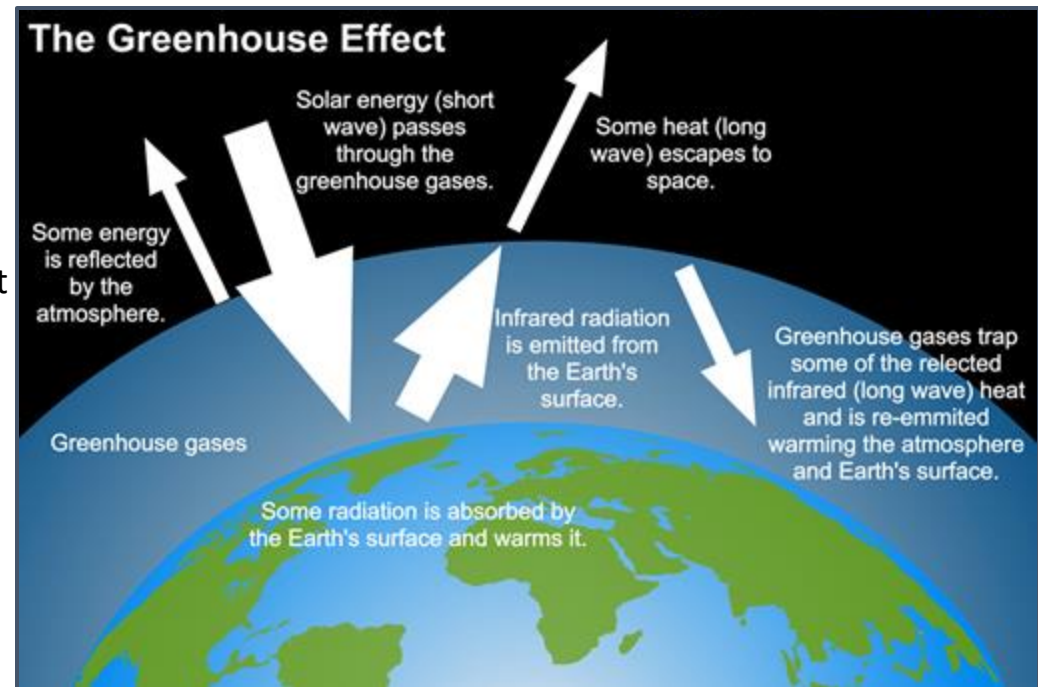 The Greenhouse Effect
Solar energy (short
wave) passes
through the
greenhouse gases.
Some heat (long
wave) escapes to
space.
Some energy
is reflected
by the
atmosphere.
t
Infrared radiation
is emitted from
the Earth's
surface.
Greenhouse gases trap
some of the relected
infrared (long wave) heat
and is re-emmited
warming the atmosphere
and Earth's surface.
Greenhouse gases
Some radiation is absorbed by
the Earth's surface and warms it.